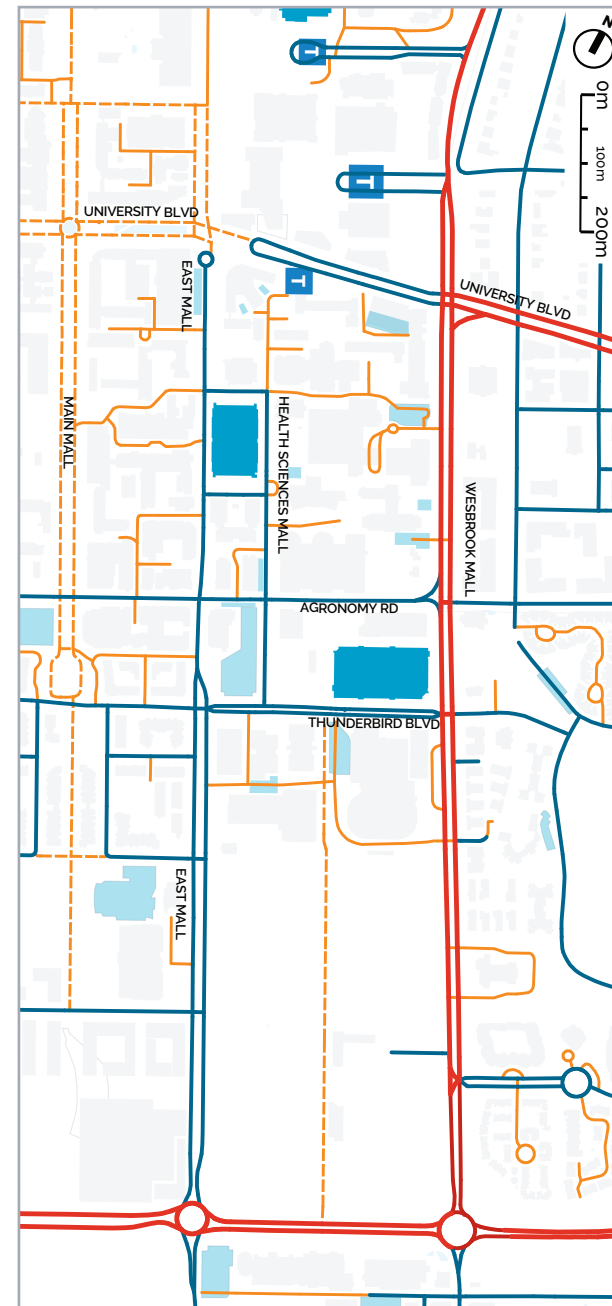 N
0m
100m
200m
T
T
UNIVERSITY BLVD
EAST MALL
T
UNIVERSITY BLVD
MAIN MALL
HEALTH SCIENCES MALL
WESBROOK MALL
AGRONOMY RD
THUNDERBIRD BLVD
EAST MALL